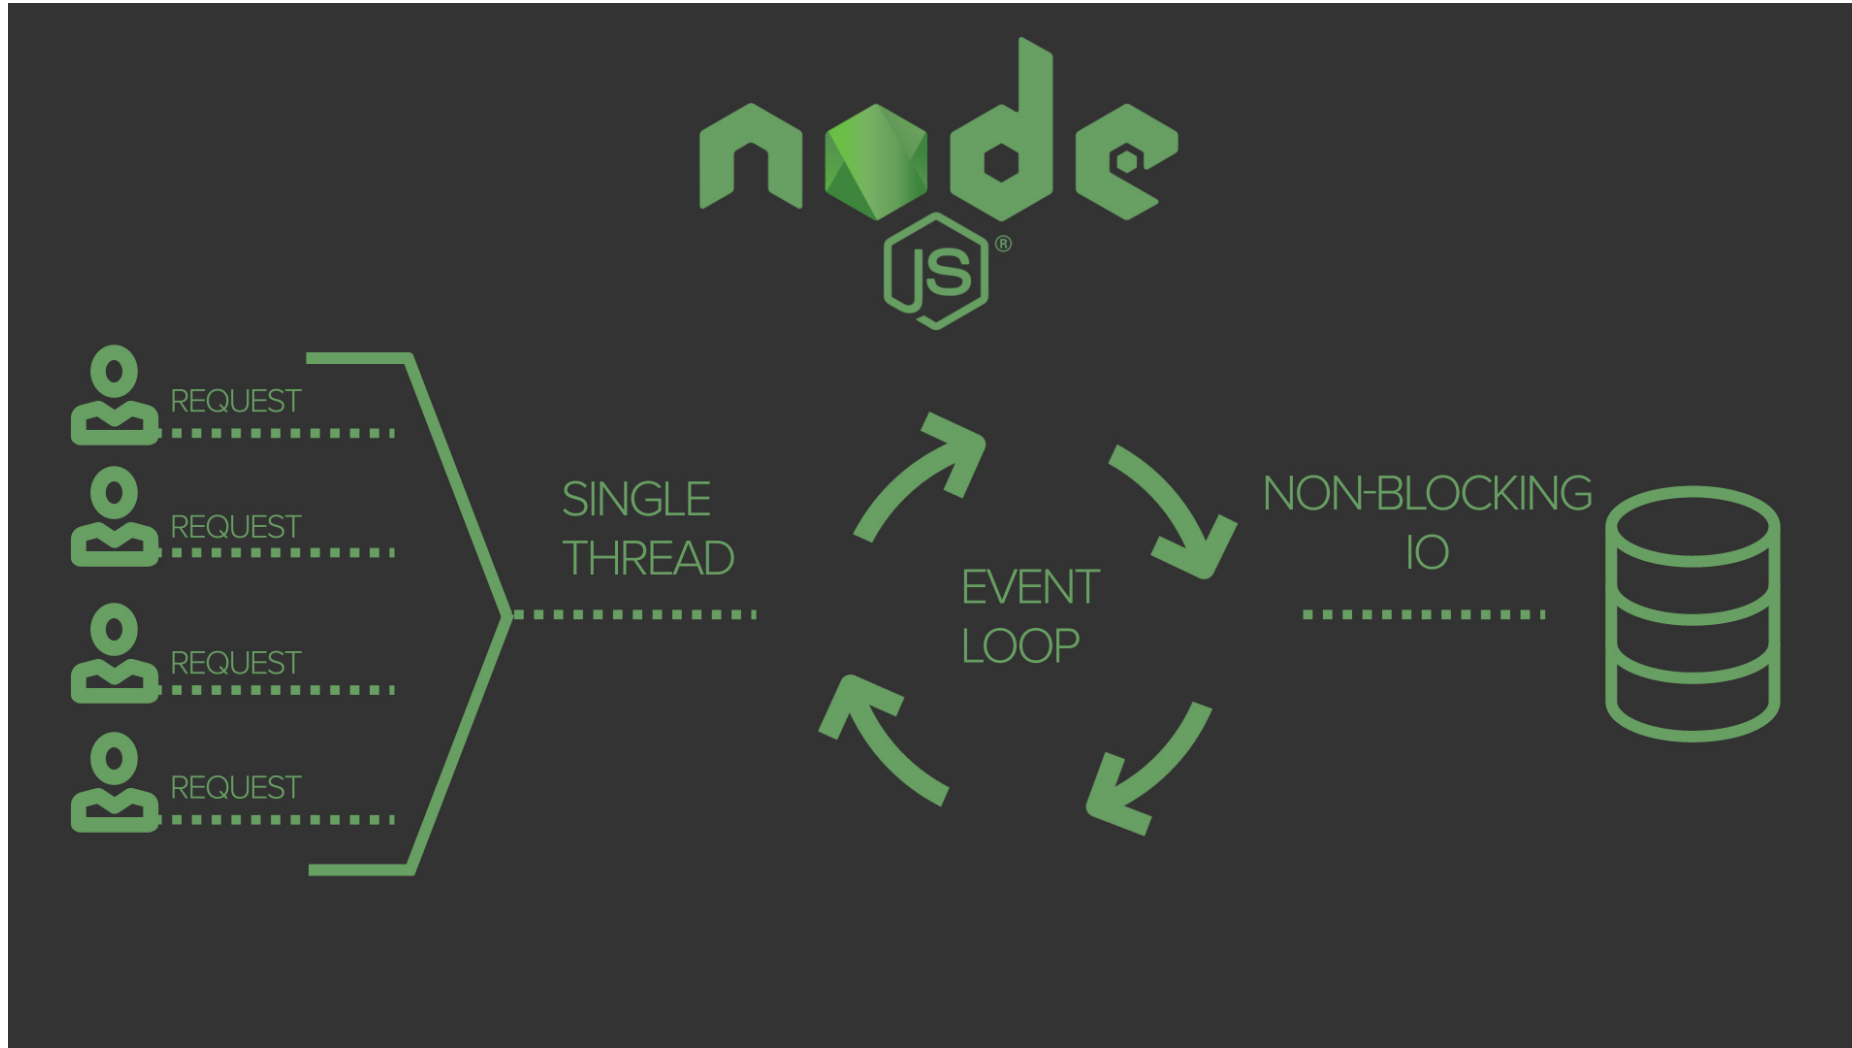 node
JS®
REQUEST
REQUEST
REQUEST
REQUEST
SINGLE
THREAD
EVENT
LOOP
NON-BLOCKING
IO